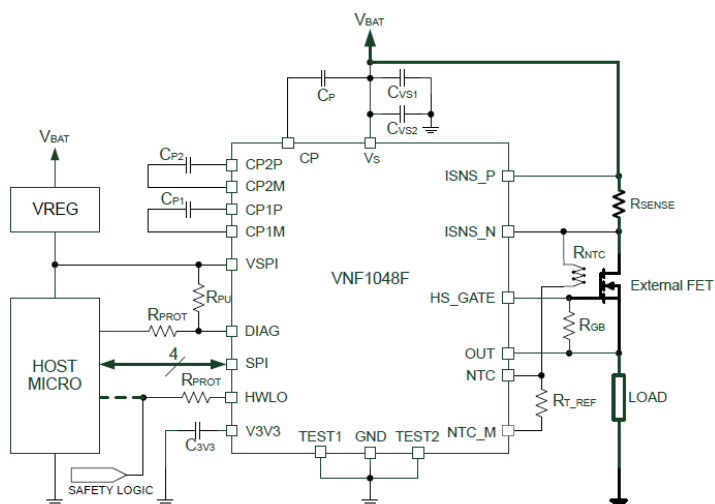 VBAT
CP
CVS1
CVS2
VBAT
CP2
CP1
VREG
CP
VS
CP2P
CP2M
CP1P
CP1M
VSPI
DIAG
SPI
HWLO
V3V3
VNF1048F
ISNS_P
ISNS_N
HS_GATE
OUT
NTC
NTC_M
TEST1
GND
TEST2
RSENSE
RNTC
External FET
RGB
RT_REF
LOAD
RPU
RPROT
4
RPROT
HOST
MICRO
C3V3
SAFETY LOGIC